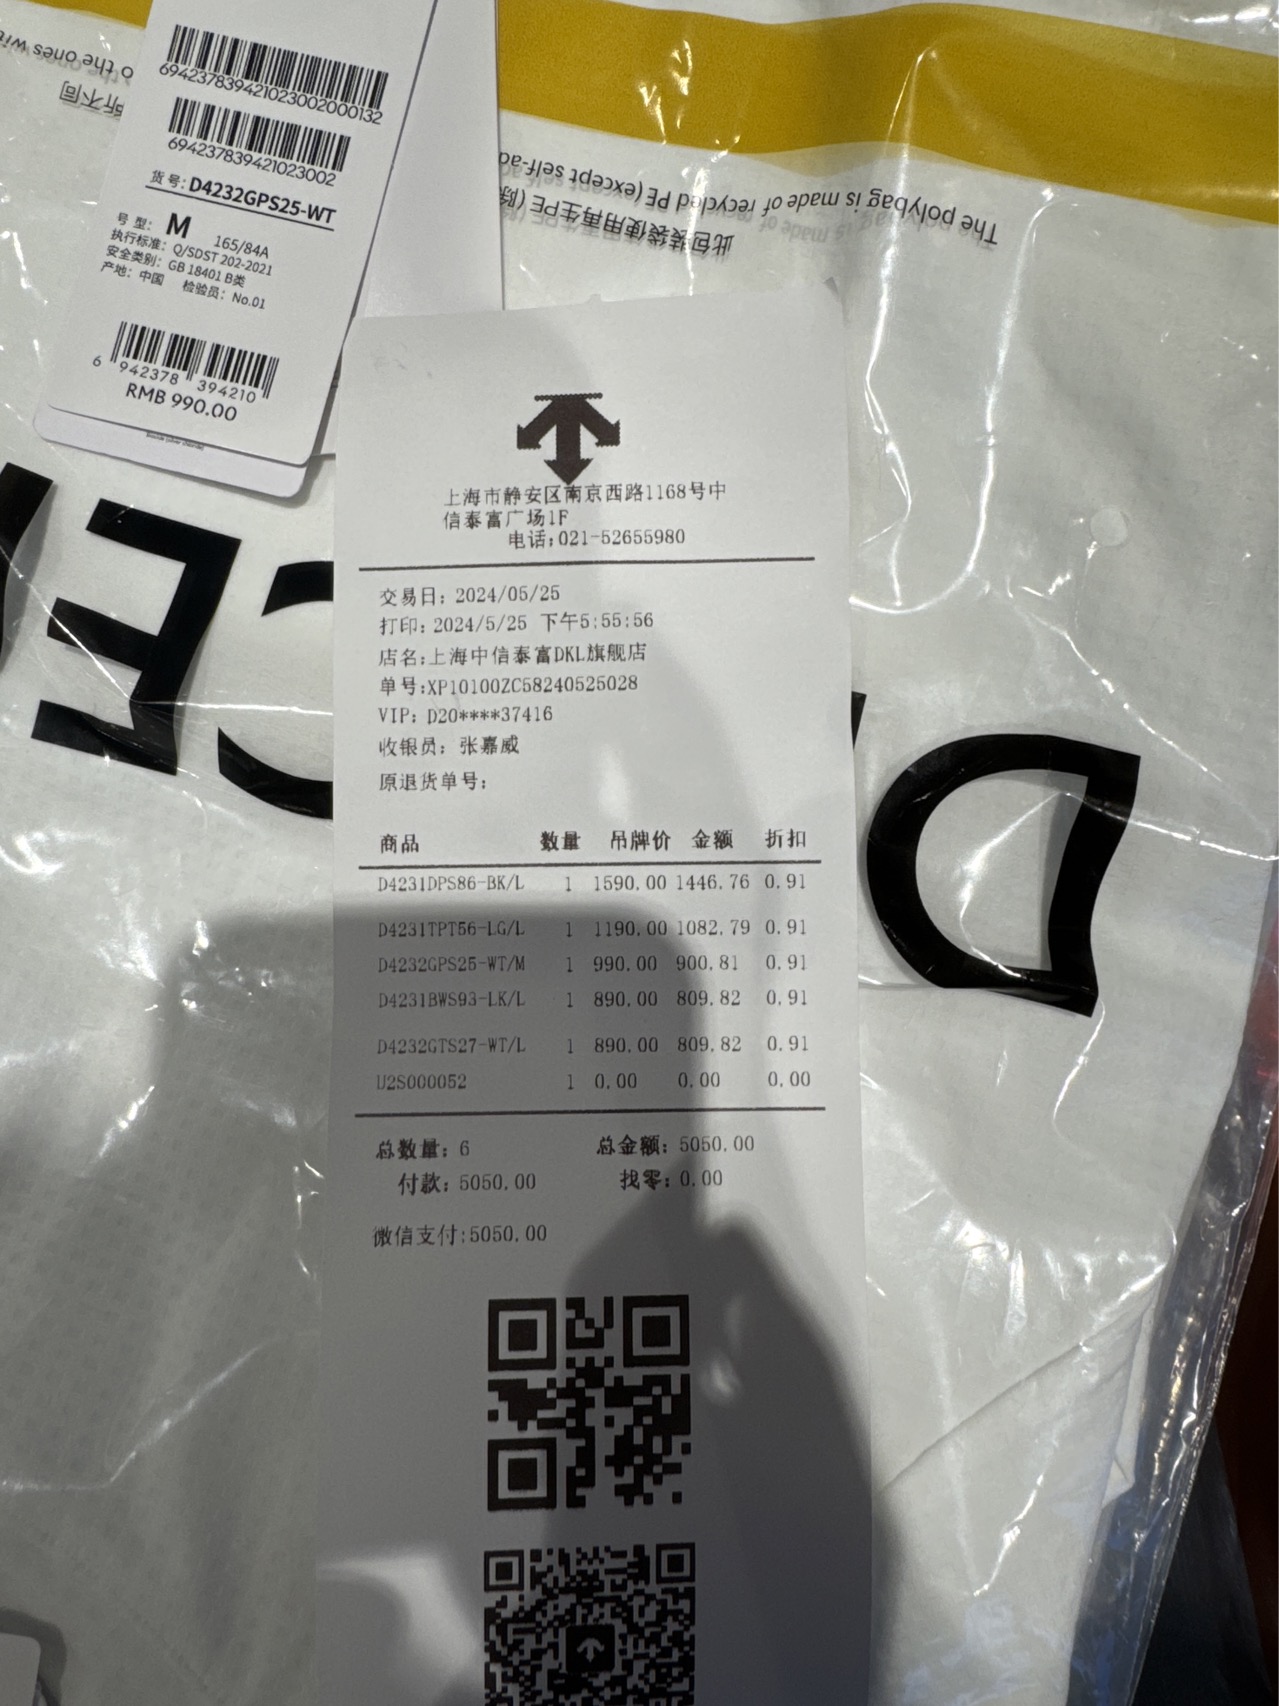 o the ones wit
所不同
694237839421023002000132
694237839421023002
货号: D4232GPS25-WT
号型: M 165/84A
执行标准: Q/SDST 202-2021
安全类别: GB 18401 B类
产地: 中国 检验员: No.01
6 942378 394210
RMB 990.00
The polybag is made of recycled PE (except self-ad
此包装袋使用再生PE (除
上海市静安区南京西路1168号中
信泰富广场1F
电话:021-52655980
交易日: 2024/05/25
打印: 2024/5/25 下午5:55:56
店名:上海中信泰富DKL旗舰店
单号:XP10100ZC58240525028
VIP: D20****37416
收银员: 张嘉威
原退货单号:
商品 数量 吊牌价 金额 折扣
D4231DPS86-BK/L 1 1590.00 1446.76 0.91
D4231TPT56-LG/L 1 1190.00 1082.79 0.91
D4232GPS25-WT/M 1 990.00 900.81 0.91
D4231BWS93-LK/L 1 890.00 809.82 0.91
D4232GTS27-WT/L 1 890.00 809.82 0.91
U2S000052 1 0.00 0.00 0.00
总数量: 6 总金额: 5050.00
付款: 5050.00 找零: 0.00
微信支付:5050.00